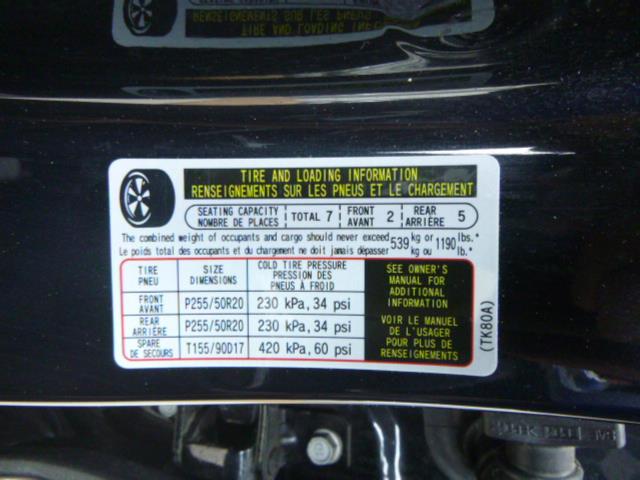 TIRE AND LOADING INFORMATION
RENSEIGNEMENTS SUR LES PNEUS ET LE CHARGEMENT
SEATING CAPACITY NOMBRE DE PLACES TOTAL 7 FRONT AVANT 2 REAR ARRIÈRE 5
The combined weight of occupants and cargo should never exceed 539 kg or 1190 lbs.*
Le poids total des occupants et du chargement ne doit jamais dépasser kg ou lb.*
TIRE PNEU SIZE DIMENSIONS COLD TIRE PRESSURE PRESSION DES PNEUS À FROID
FRONT AVANT P255/50R20 230 kPa, 34 psi
REAR ARRIÈRE P255/50R20 230 kPa, 34 psi
SPARE DE SECOURS T155/90D17 420 kPa, 60 psi
SEE OWNER'S
MANUAL FOR
ADDITIONAL
INFORMATION
VOIR LE MANUEL
DE L'USAGER
POUR PLUS DE
RENSEIGNEMENTS
(TK80A)